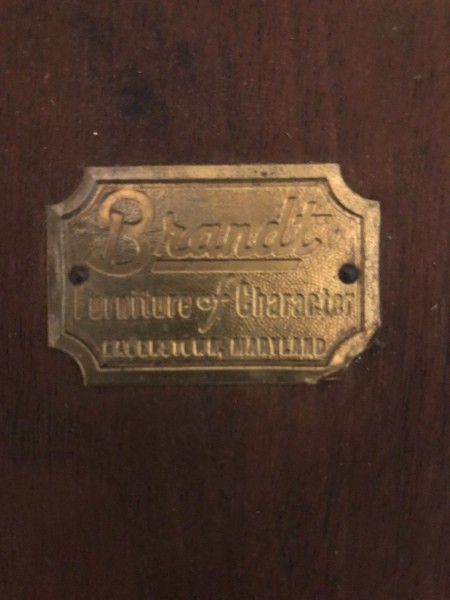 Brandt
Furniture of Character
HAGERSTOWN, MARYLAND